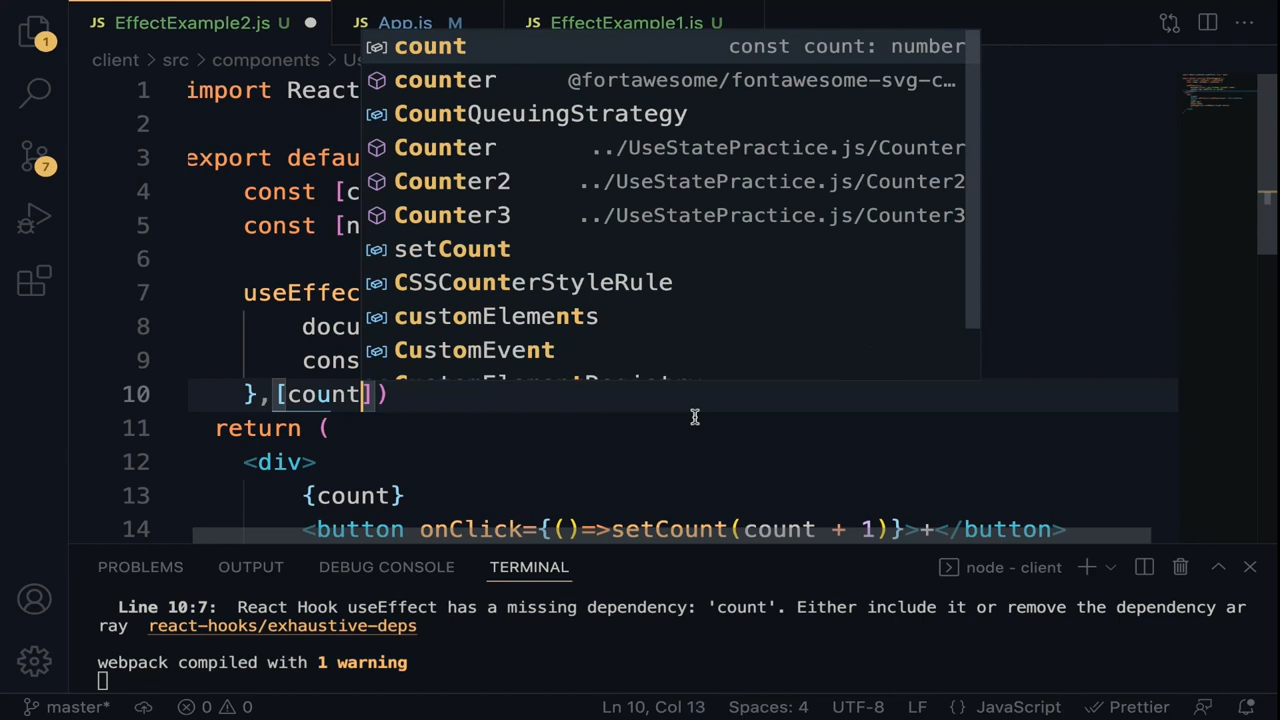 JS EffectExample2.js U JS App.js M JS EffectExample1.js U
client src components
1 import React
2
3 export defau
4 const [c
5 const [n
6
7 useEffec
8 docu
9 cons
10 },[count])
11 return (
12 <div>
13 {count}
14 <button onClick={()=>setCount(count + 1)}>+</button>
count const count: number
counter @fortawesome/fontawesome-svg-c…
CountQueuingStrategy
Counter ../UseStatePractice.js/Counter
Counter2 ../UseStatePractice.js/Counter2
Counter3 ../UseStatePractice.js/Counter3
setCount
CSSCounterStyleRule
customElements
CustomEvent
1
7
PROBLEMS OUTPUT DEBUG CONSOLE TERMINAL node - client
Line 10:7: React Hook useEffect has a missing dependency: 'count'. Either include it or remove the dependency ar
ray react-hooks/exhaustive-deps
webpack compiled with 1 warning
master* 0 0 Ln 10, Col 13 Spaces: 4 UTF-8 LF {} JavaScript Prettier